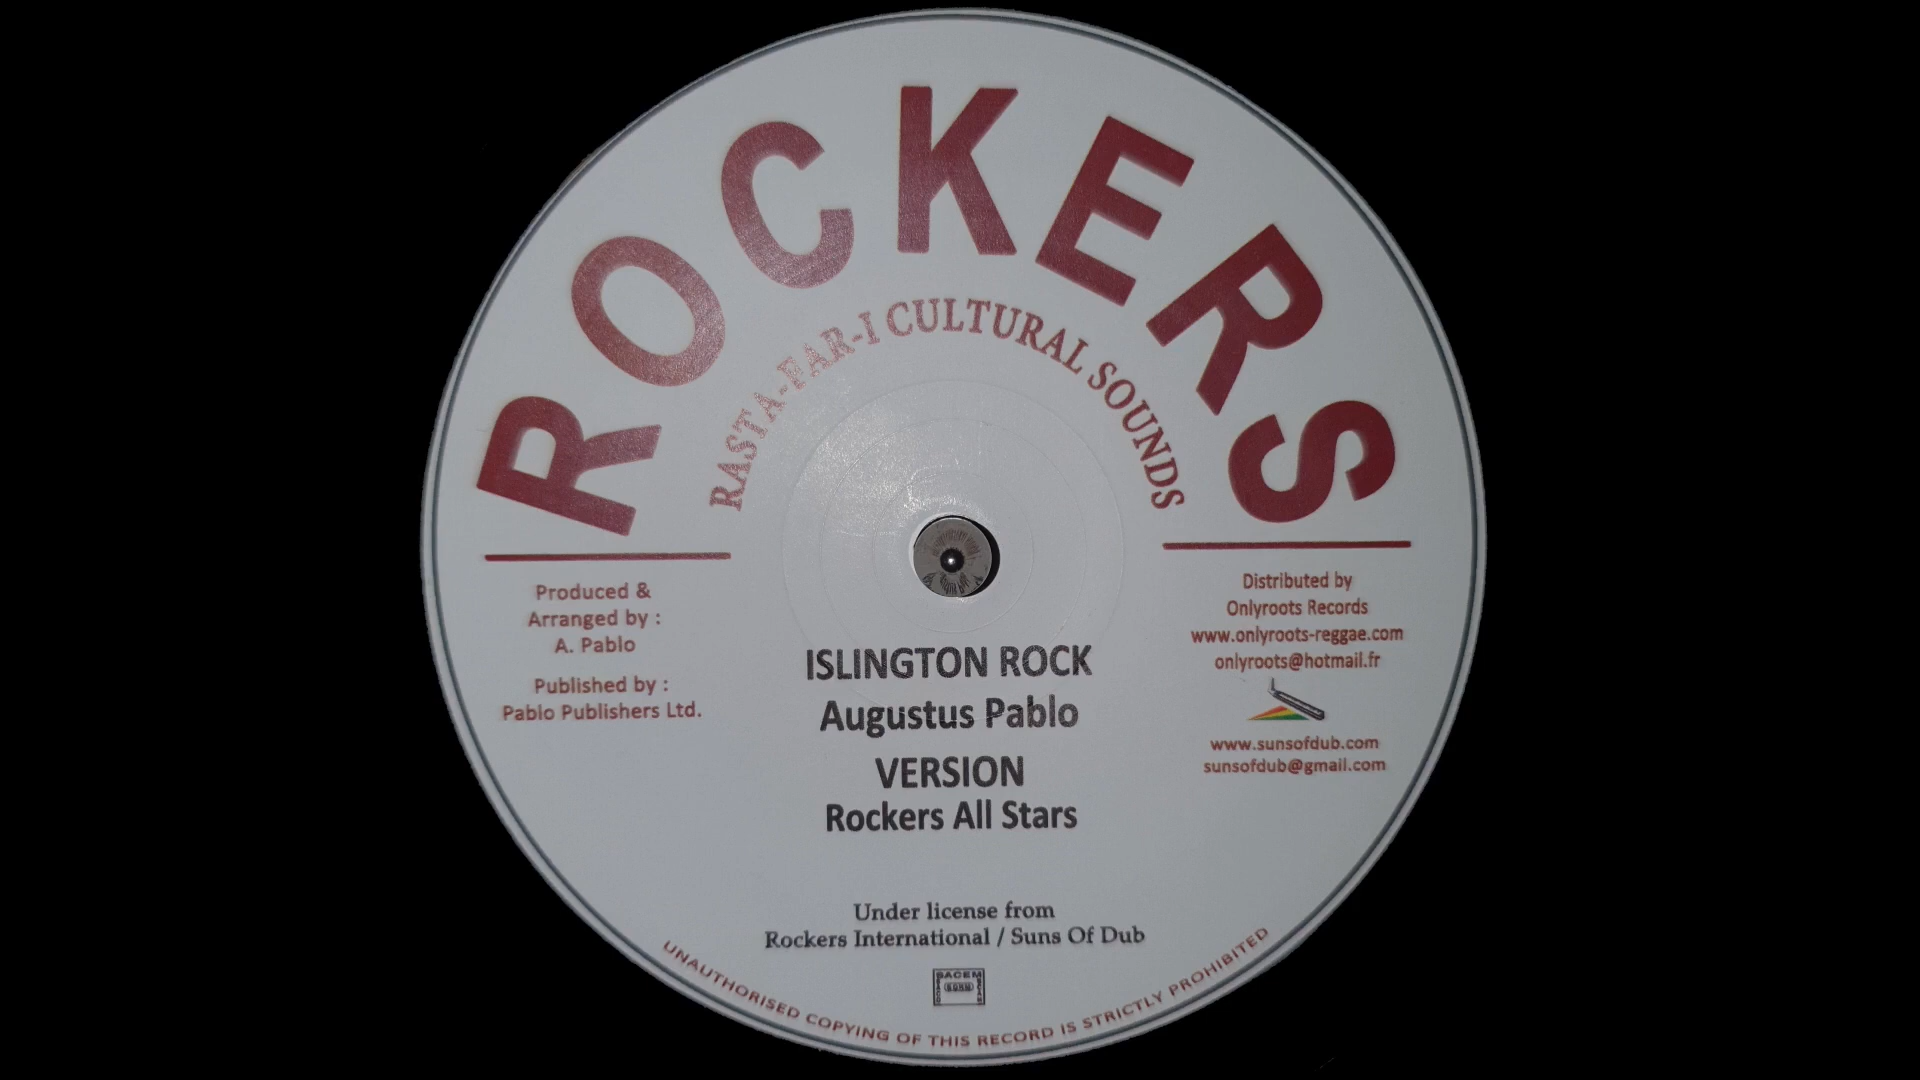 ROCKERS
RASTA-FAR-I CULTURAL SOUNDS
Produced &
Arranged by :
A. Pablo
Published by :
Pablo Publishers Ltd.
Distributed by
Onlyroots Records
www.onlyroots-reggae.com
onlyroots@hotmail.fr
www.sunsofdub.com
sunsofdub@gmail.com
ISLINGTON ROCK
Augustus Pablo
VERSION
Rockers All Stars
Under license from
Rockers International / Suns Of Dub
SACEM
UNAUTHORISED COPYING OF THIS RECORD IS STRICTLY PROHIBITED